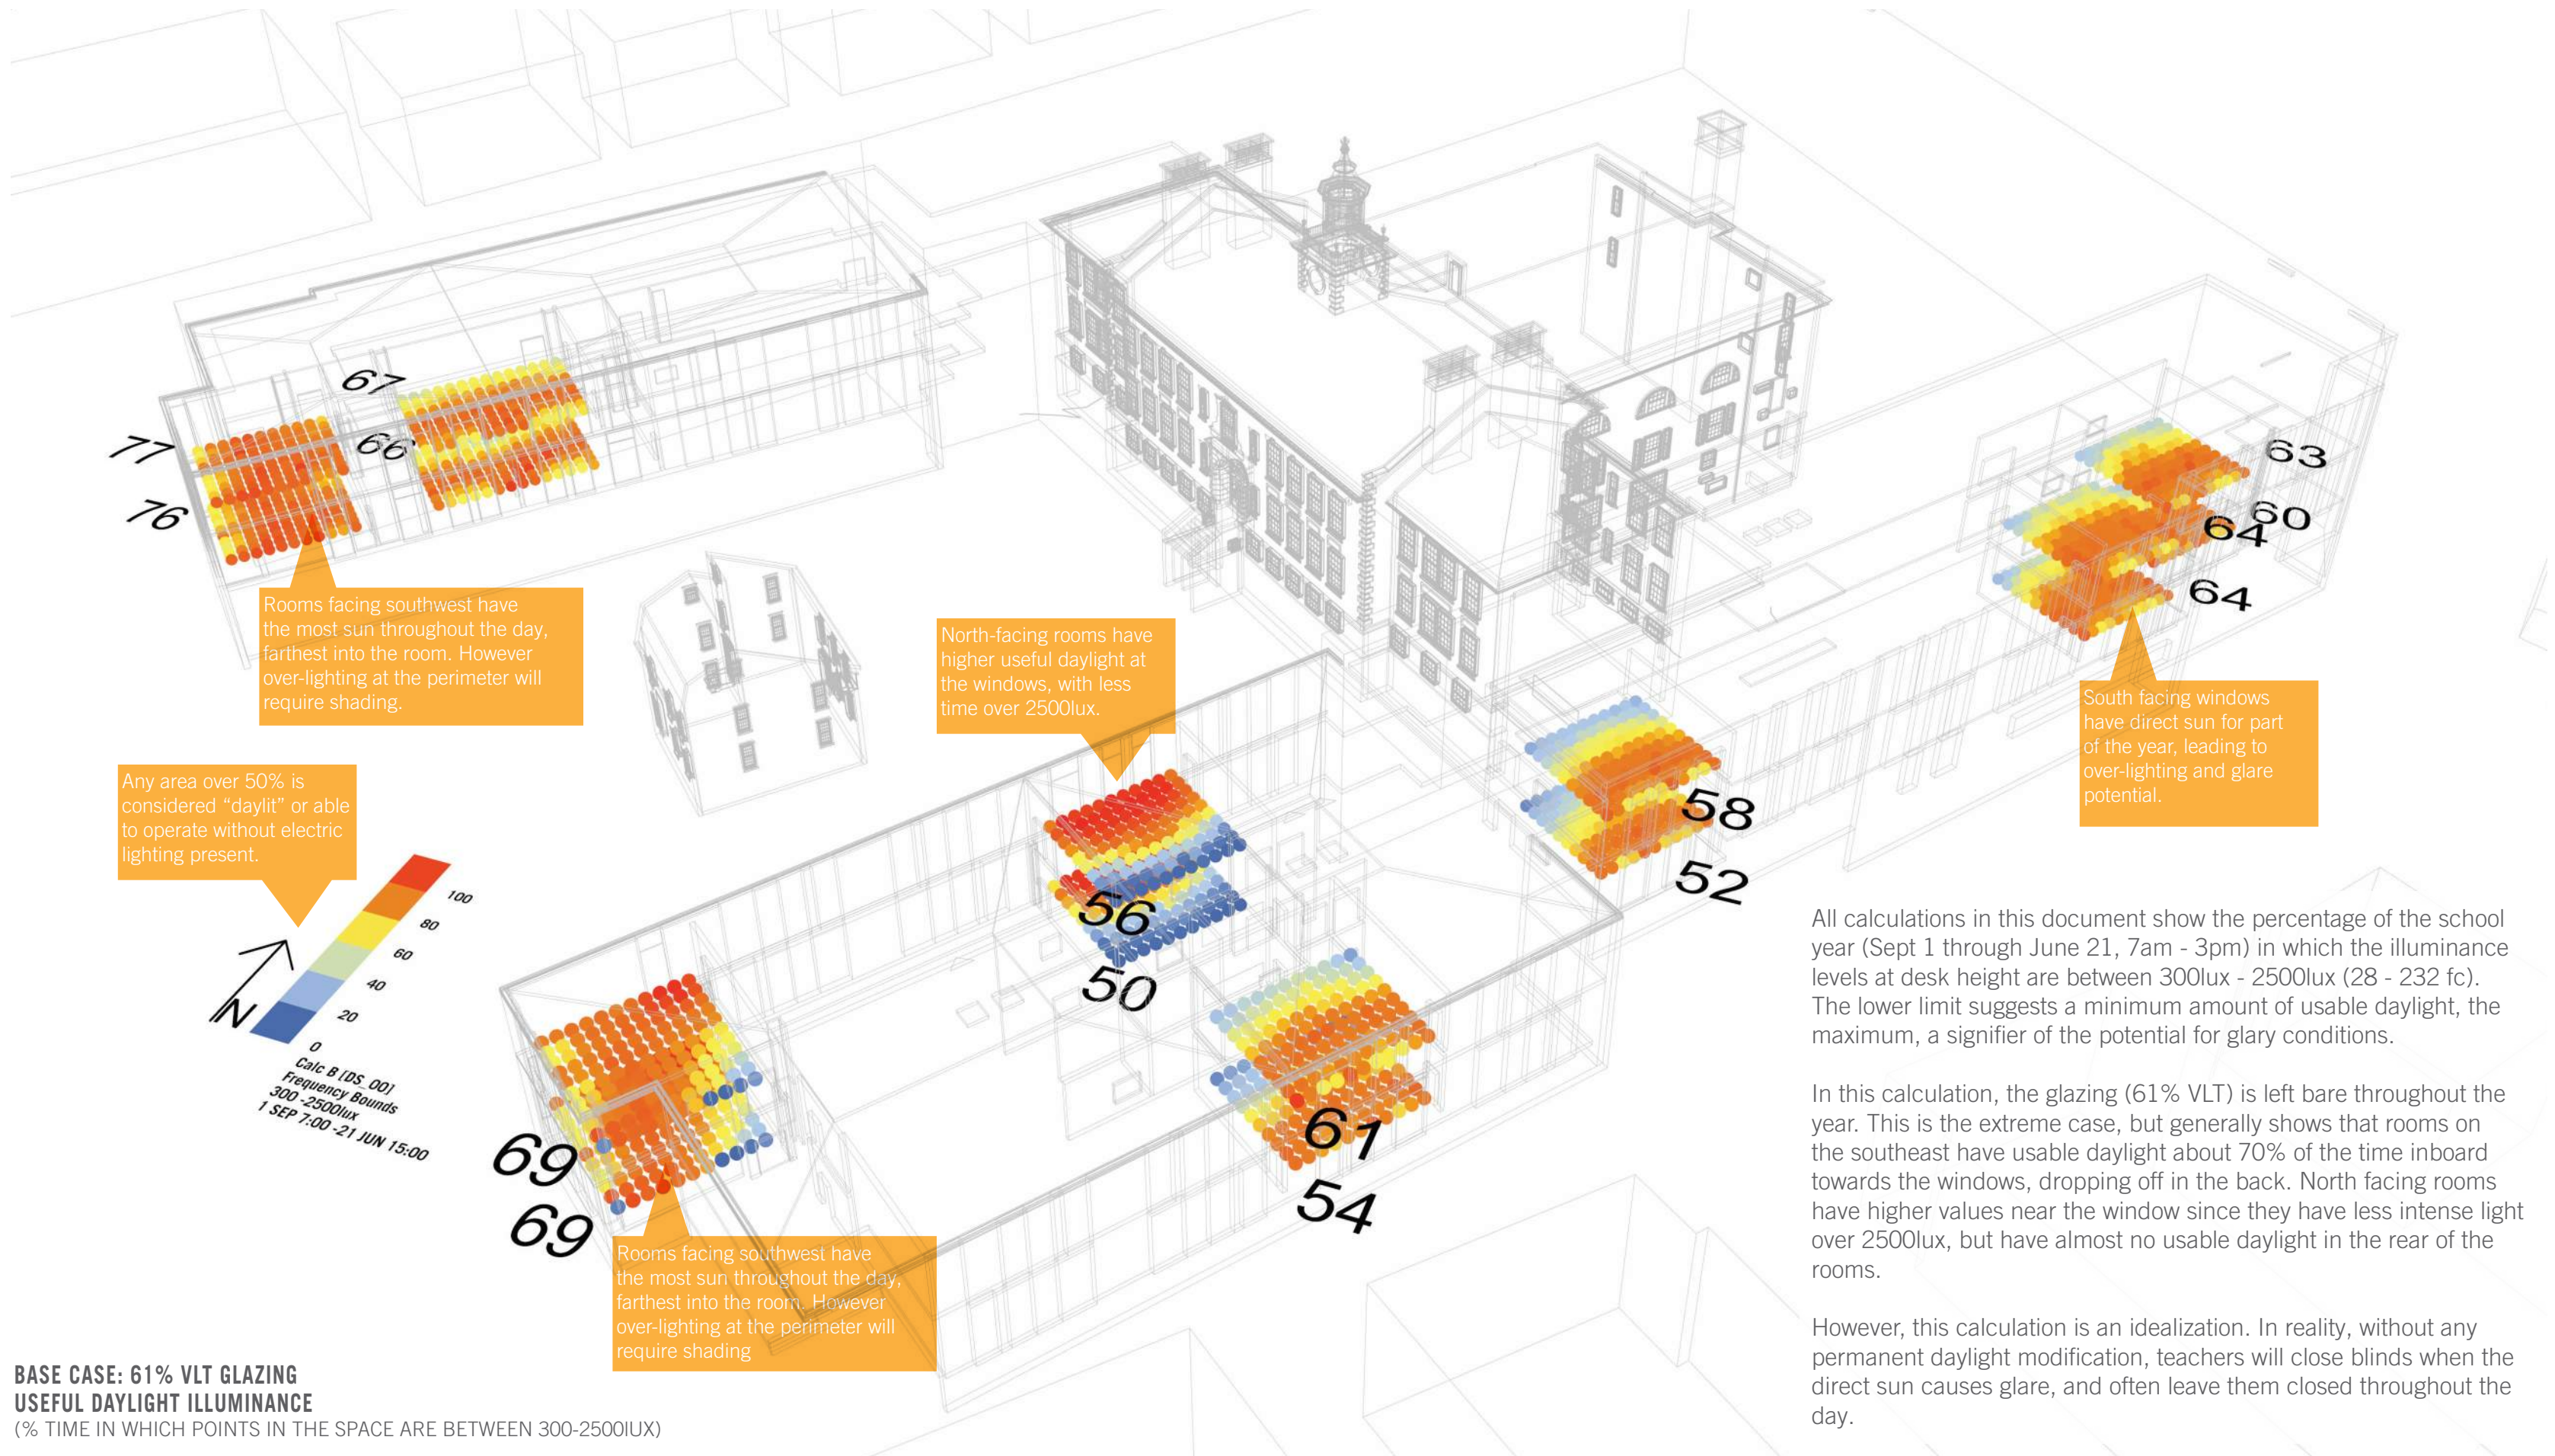 67
77
66
76
63
60
64
64
Rooms facing southwest have
the most sun throughout the day,
farthest into the room. However
over-lighting at the perimeter will
require shading.
North-facing rooms have
higher useful daylight at
the windows, with less
time over 2500lux.
South facing windows
have direct sun for part
of the year, leading to
over-lighting and glare
potential.
Any area over 50% is
considered “daylit” or able
to operate without electric
lighting present.
100
80
60
40
20
0
N
Calc B [DS_00]
Frequency Bounds
300 -2500lux
1 SEP 7:00 -21 JUN 15:00
58
52
56
50
61
54
69
69
Rooms facing southwest have
the most sun throughout the day,
farthest into the room. However
over-lighting at the perimeter will
require shading
All calculations in this document show the percentage of the school
year (Sept 1 through June 21, 7am - 3pm) in which the illuminance
levels at desk height are between 300lux - 2500lux (28 - 232 fc).
The lower limit suggests a minimum amount of usable daylight, the
maximum, a signifier of the potential for glary conditions.
In this calculation, the glazing (61% VLT) is left bare throughout the
year. This is the extreme case, but generally shows that rooms on
the southeast have usable daylight about 70% of the time inboard
towards the windows, dropping off in the back. North facing rooms
have higher values near the window since they have less intense light
over 2500lux, but have almost no usable daylight in the rear of the
rooms.
However, this calculation is an idealization. In reality, without any
permanent daylight modification, teachers will close blinds when the
direct sun causes glare, and often leave them closed throughout the
day.
BASE CASE: 61% VLT GLAZING
USEFUL DAYLIGHT ILLUMINANCE
(% TIME IN WHICH POINTS IN THE SPACE ARE BETWEEN 300-2500lUX)